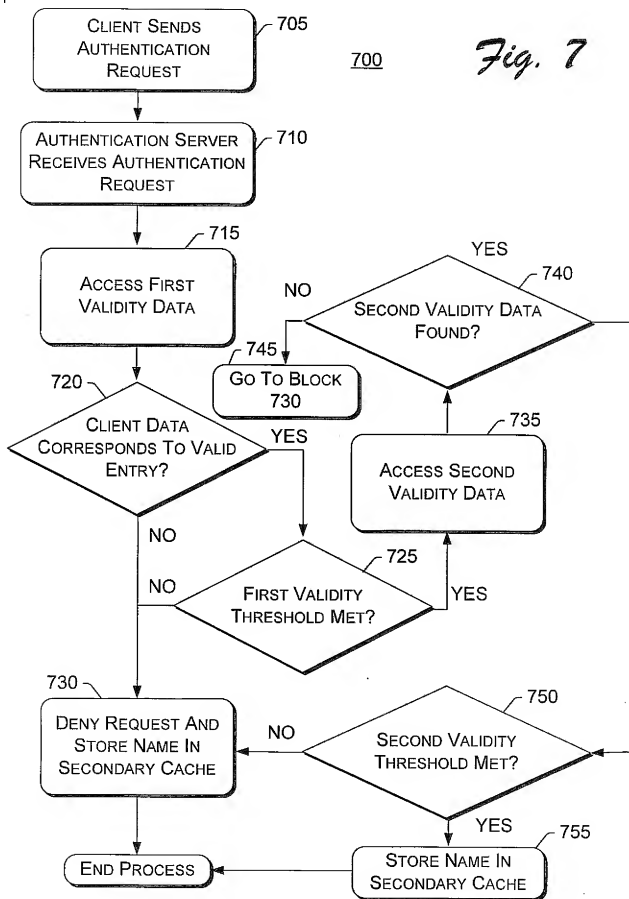 705
CLIENT SENDS
AUTHENTICATION
REQUEST
700
Fig. 7
710
AUTHENTICATION SERVER
RECEIVES AUTHENTICATION
REQUEST
715
ACCESS FIRST
VALIDITY DATA
YES
740
NO
SECOND VALIDITY DATA
FOUND?
745
GO TO BLOCK
730
720
CLIENT DATA
CORRESPONDS TO VALID
ENTRY?
YES
735
ACCESS SECOND
VALIDITY DATA
NO
725
NO
FIRST VALIDITY
THRESHOLD MET?
YES
730
DENY REQUEST AND
STORE NAME IN
SECONDARY CACHE
750
NO
SECOND VALIDITY
THRESHOLD MET?
YES
755
END PROCESS
STORE NAME IN
SECONDARY CACHE